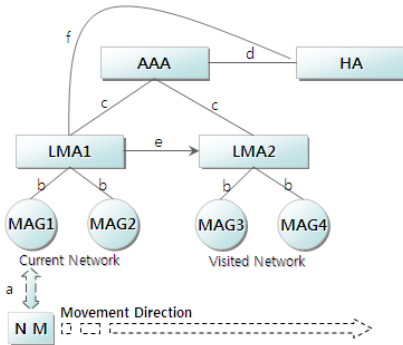 f
AAA
d
HA
c
c
LMA1
e
LMA2
b
b
b
b
MAG1
MAG2
MAG3
MAG4
Current Network
Visited Network
a
Movement Direction
N M